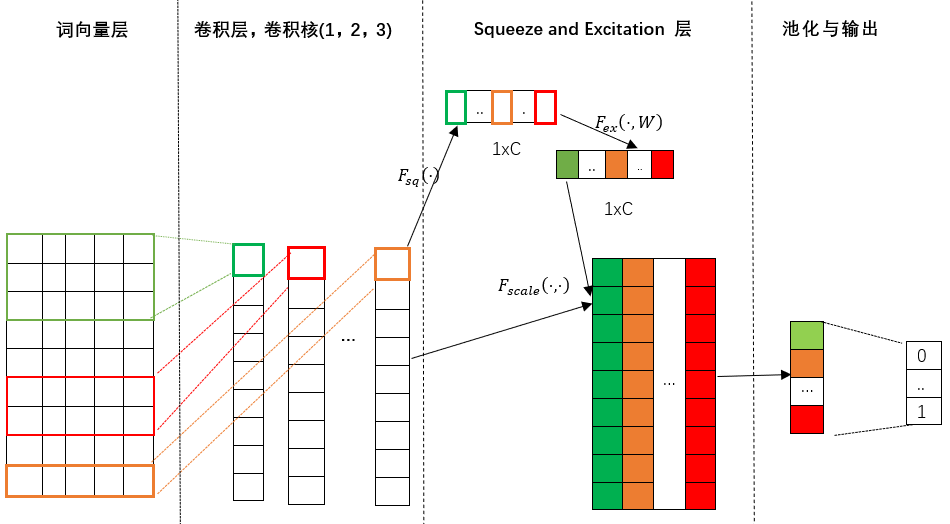 词向量层
卷积层，卷积核(1，2，3)
Squeeze and Excitation 层
池化与输出
.. .
1xC
F_ex(·,W)
F_sq(·)
.. ..
1xC
F_scale(·,·)
...
...
...
0
..
1